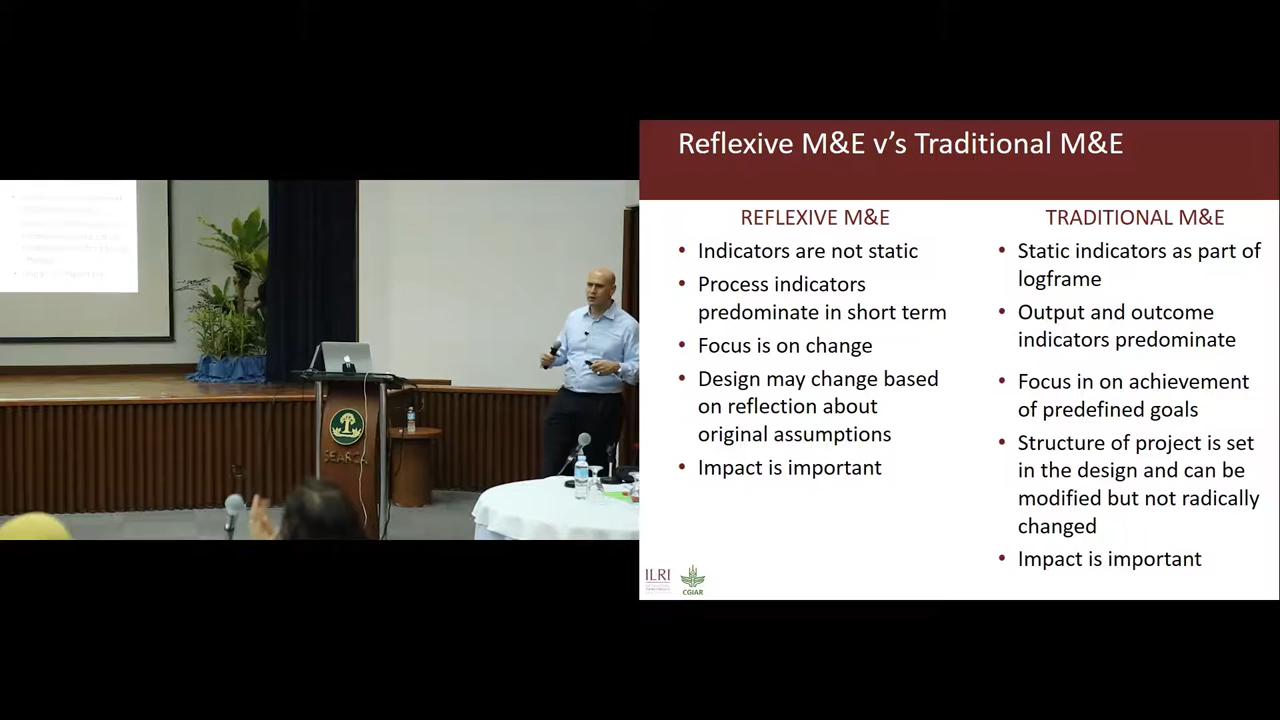 SEARCA
Reflexive M&E v's Traditional M&E
REFLEXIVE M&E
• Indicators are not static
• Process indicators
predominate in short term
• Focus is on change
• Design may change based
on reflection about
original assumptions
• Impact is important
TRADITIONAL M&E
• Static indicators as part of
logframe
• Output and outcome
indicators predominate
• Focus in on achievement
of predefined goals
• Structure of project is set
in the design and can be
modified but not radically
changed
• Impact is important
ILRI
CGIAR